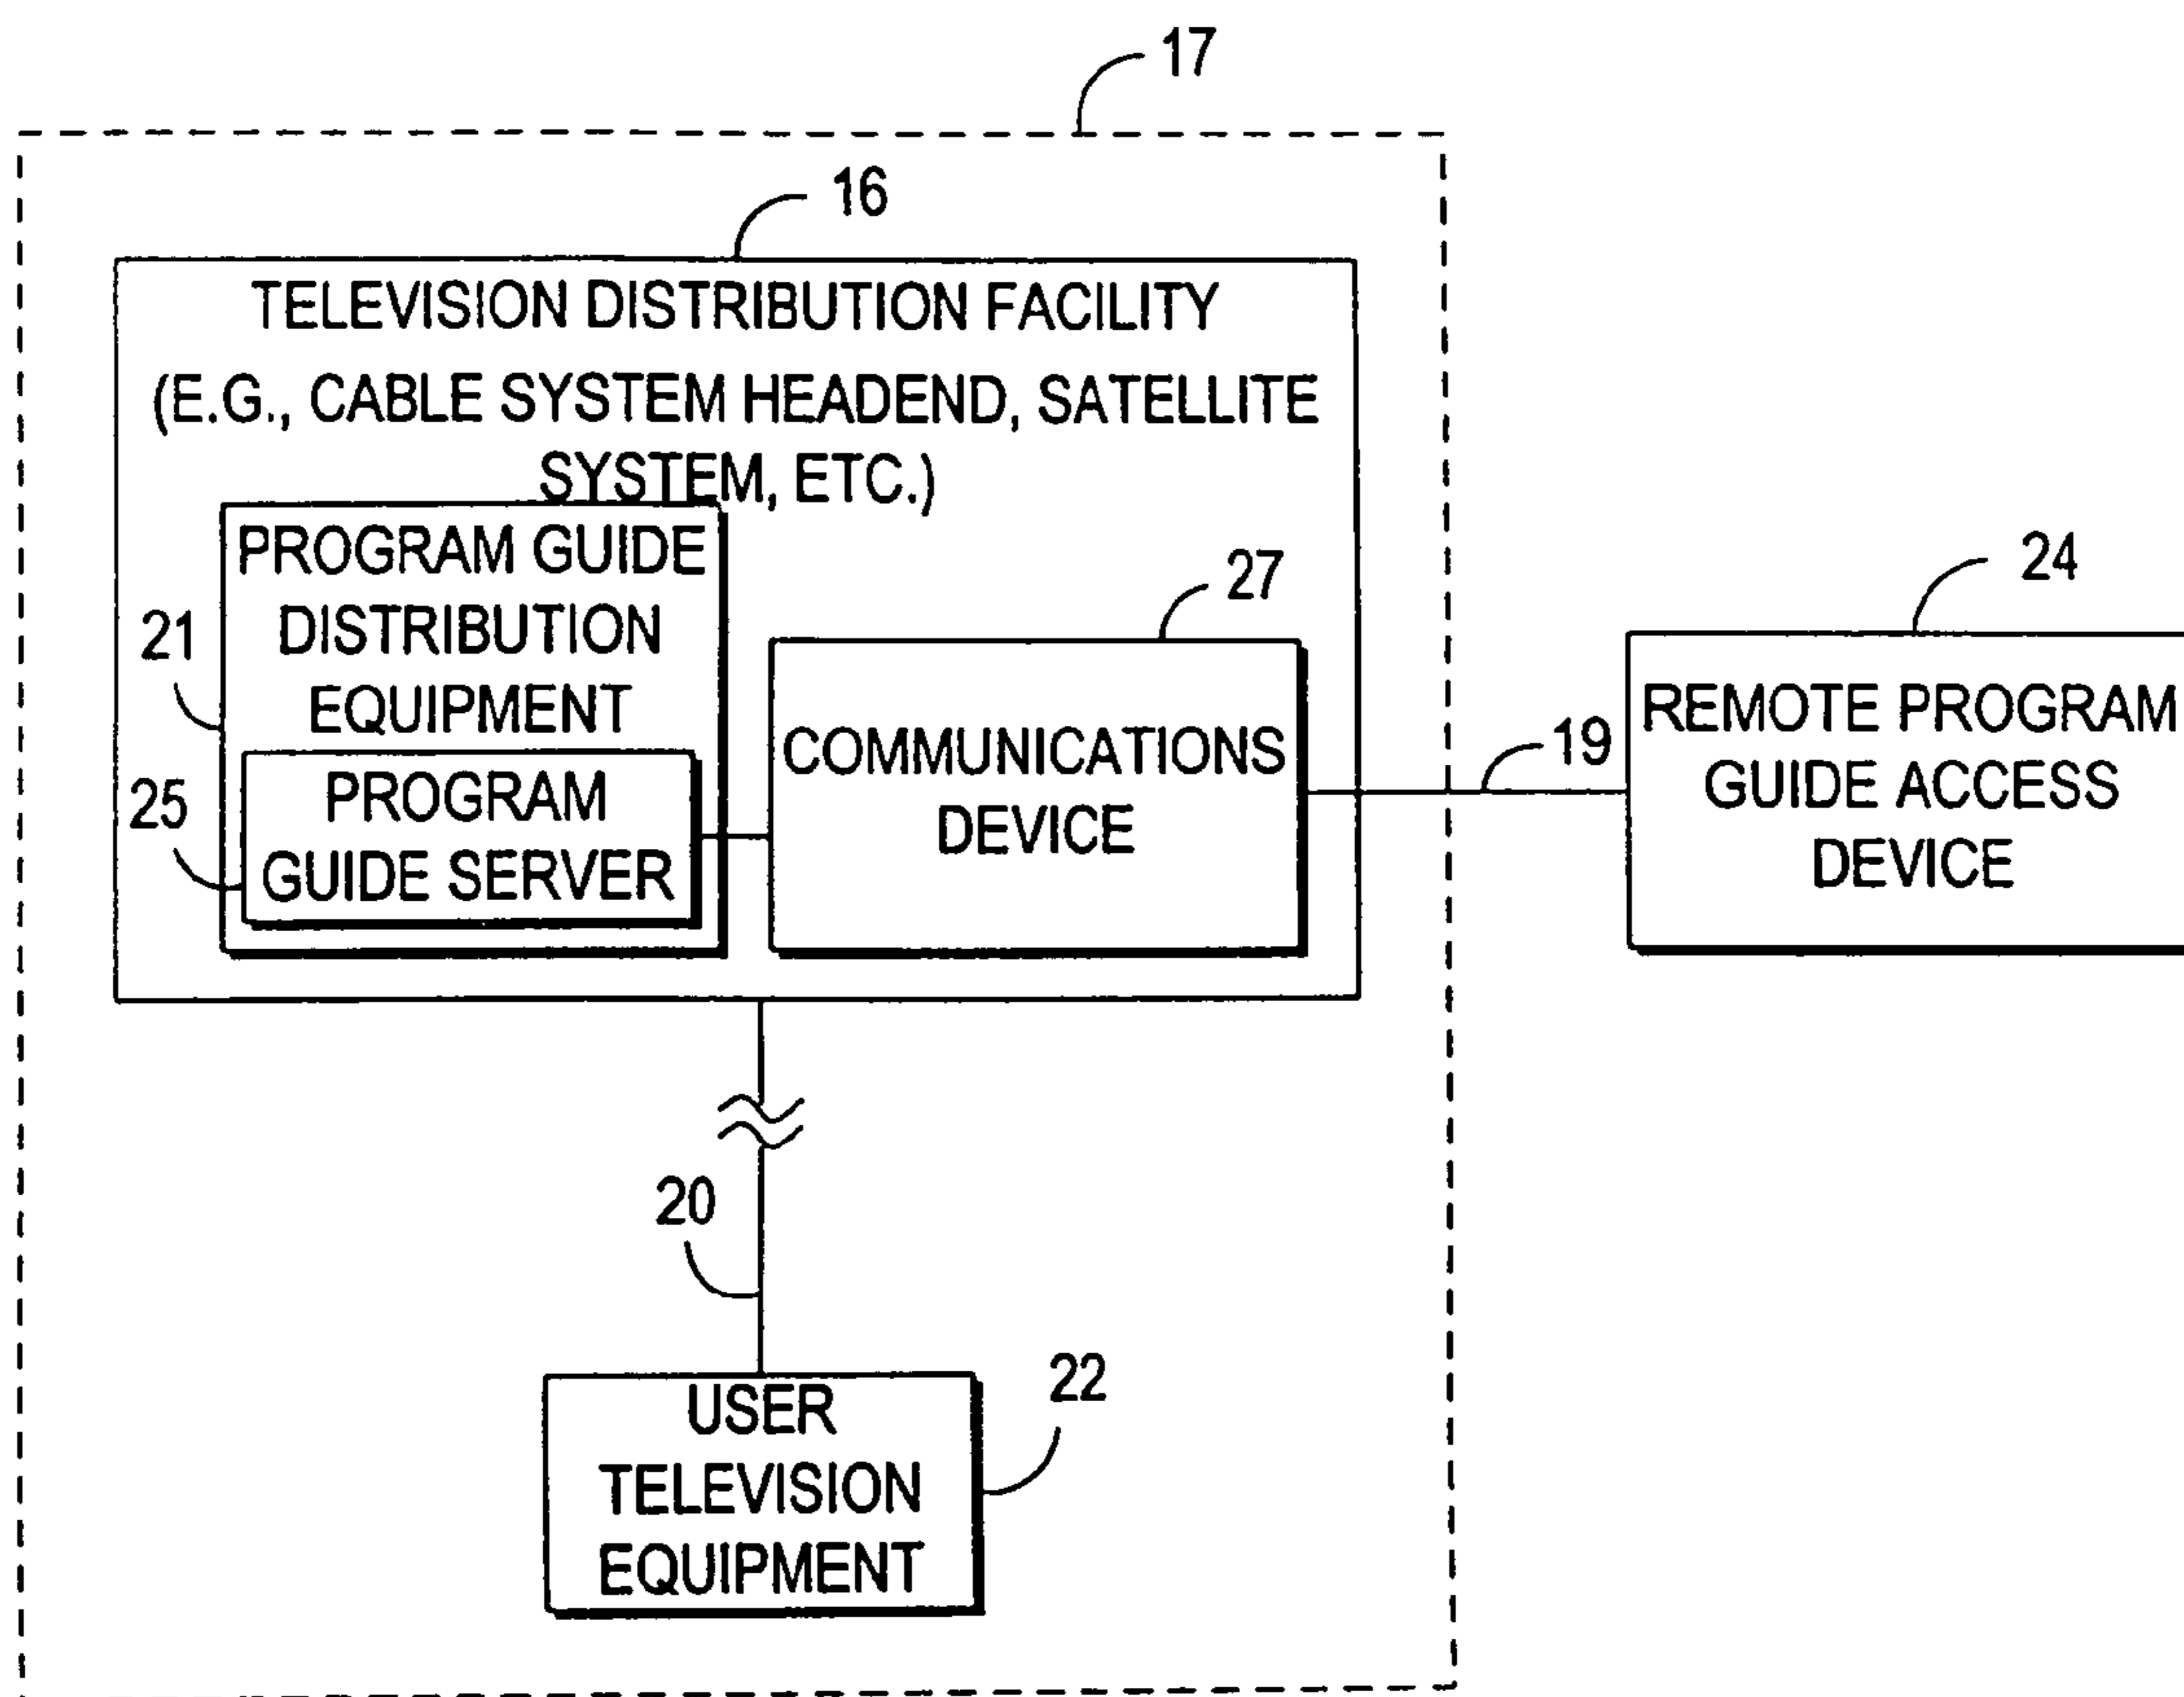 17
16
TELEVISION DISTRIBUTION FACILITY
(E.G., CABLE SYSTEM HEADEND, SATELLITE
SYSTEM, ETC.)
PROGRAM GUIDE
DISTRIBUTION
EQUIPMENT
21
PROGRAM
GUIDE SERVER
25
27
COMMUNICATIONS
DEVICE
19
24
REMOTE PROGRAM
GUIDE ACCESS
DEVICE
20
22
USER
TELEVISION
EQUIPMENT